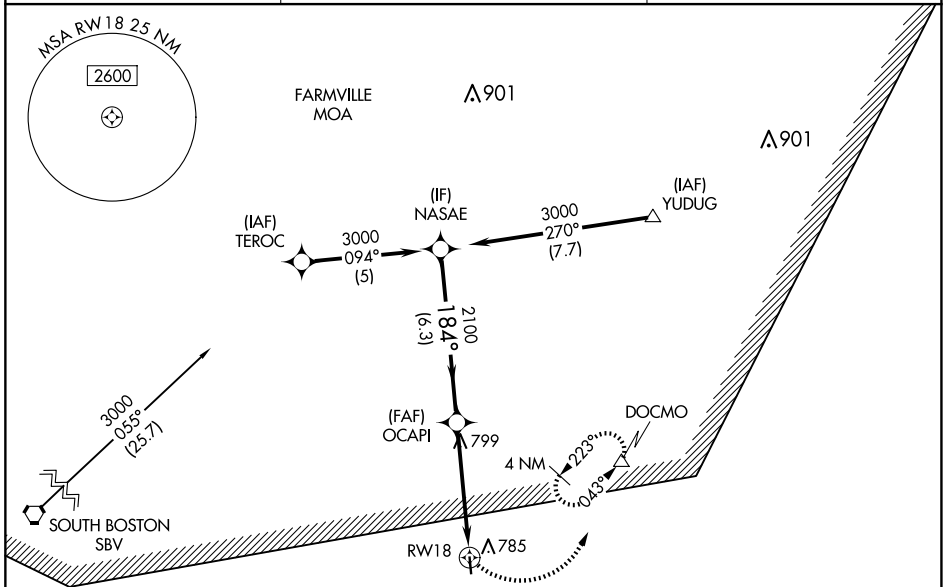 MSA RW18 25 NM
2600
FARMVILLE
MOA
901
901
(IAF)
TEROC
3000
094°
(5)
(IF)
NASAE
3000
270°
(7.7)
(IAF)
YUDUG
2100
184°
(6.3)
3000
055°
(25.7)
(FAF)
OCAPI
799
DOCMO
4 NM
223°
043°
SOUTH BOSTON
SBV
RW18
785